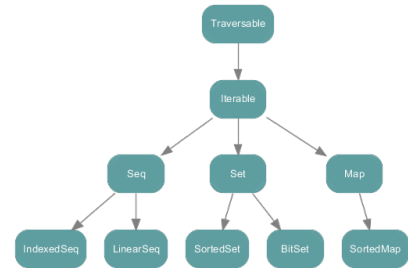 Traversable
Iterable
Seq
Set
Map
IndexedSeq
LinearSeq
SortedSet
BitSet
SortedMap